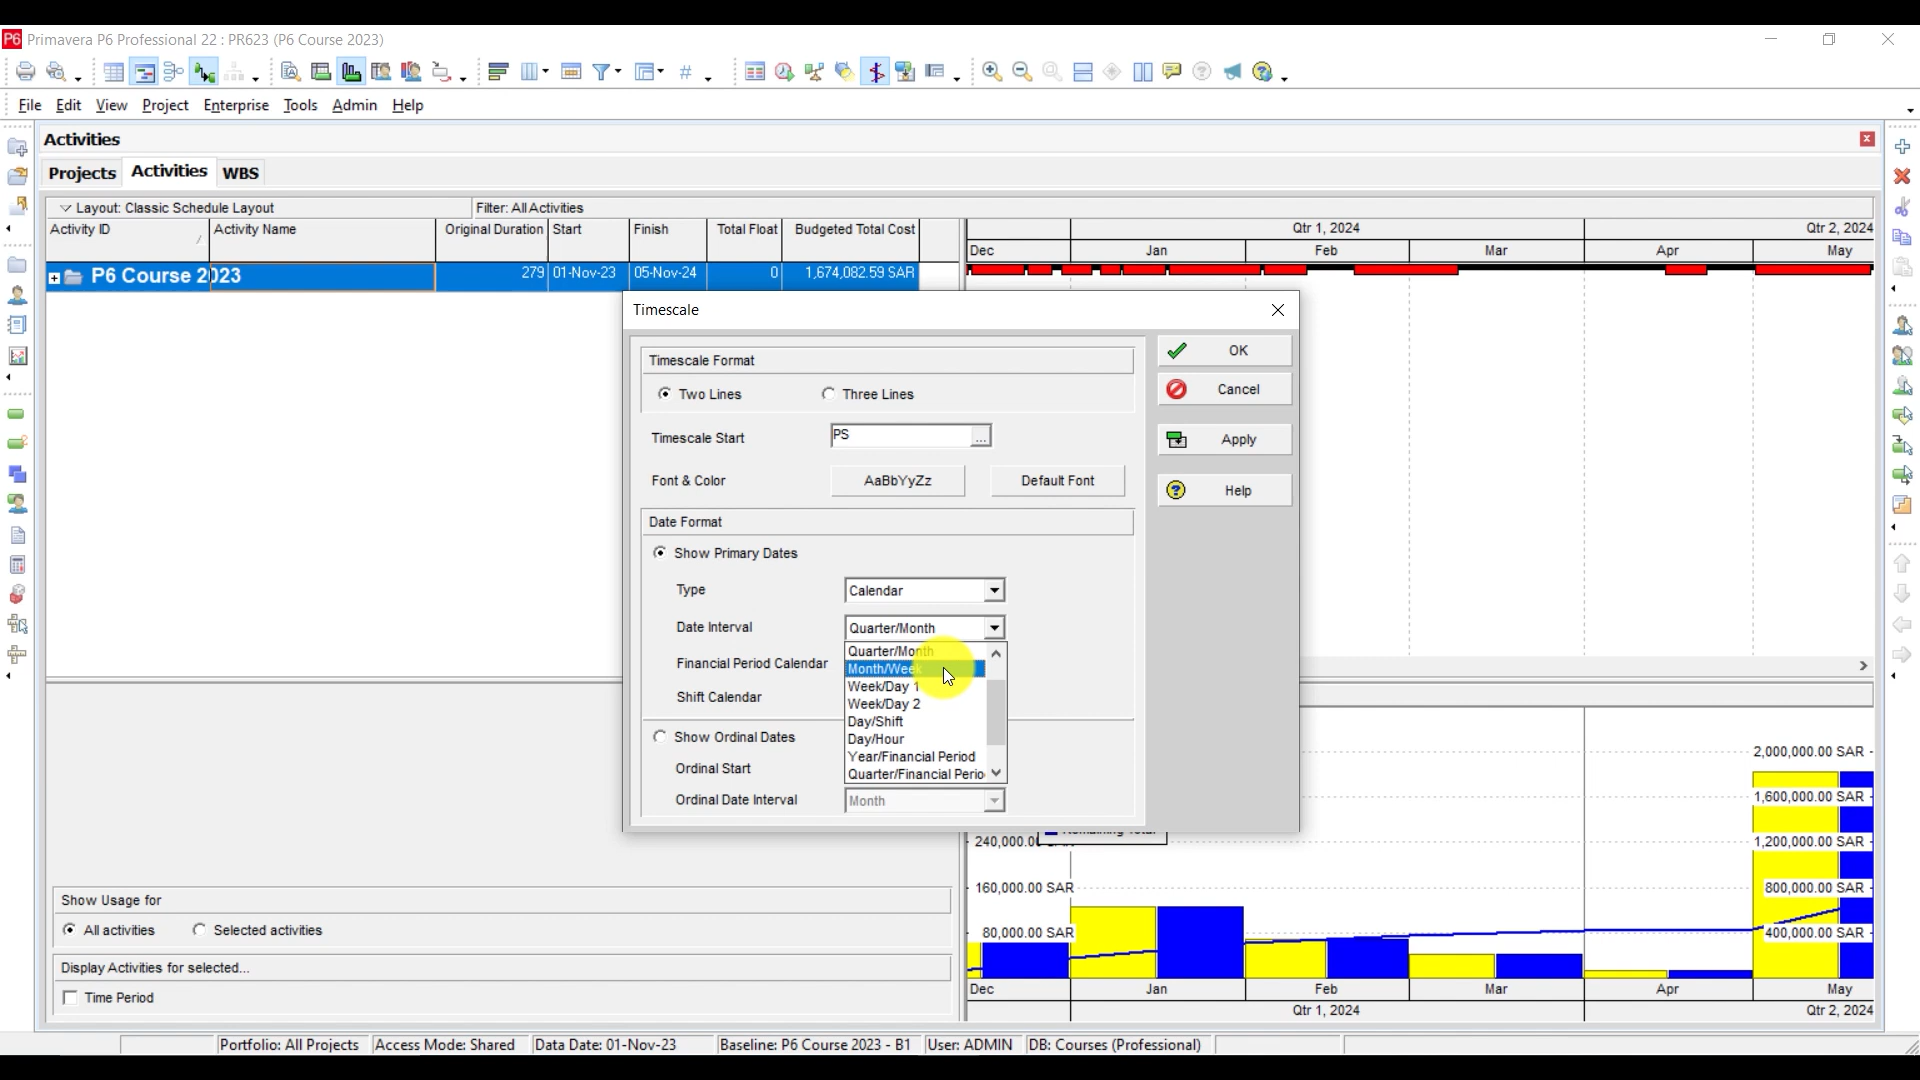 P6 Primavera P6 Professional 22 : PR623 (P6 Course 2023)
File Edit View Project Enterprise Tools Admin Help
Activities
Projects Activities WBS
Layout: Classic Schedule Layout Filter: All Activities
Activity ID Activity Name Original Duration Start Finish Total Float Budgeted Total Cost
Qtr 1, 2024 Qtr 2, 2024
Dec Jan Feb Mar Apr May
P6 Course 2023 279 01-Nov-23 05-Nov-24 0 1,674,082.59 SAR
Timescale
Timescale Format
Two Lines Three Lines
Timescale Start PS ...
Font & Color AaBbYyZz Default Font
Date Format
Show Primary Dates
Type Calendar
Date Interval Quarter/Month
Quarter/Month
Month/Week
Week/Day 1
Week/Day 2
Day/Shift
Day/Hour
Year/Financial Period
Quarter/Financial Perio
Financial Period Calendar
Shift Calendar
Show Ordinal Dates
Ordinal Start
Ordinal Date Interval Month
OK
Cancel
Apply
Help
2,000,000.00 SAR
1,600,000.00 SAR
1,200,000.00 SAR
800,000.00 SAR
400,000.00 SAR
160,000.00 SAR
80,000.00 SAR
Dec Jan Feb Mar Apr May
Qtr 1, 2024 Qtr 2, 2024
Show Usage for
All activities Selected activities
Display Activities for selected...
Time Period
Portfolio: All Projects Access Mode: Shared Data Date: 01-Nov-23 Baseline: P6 Course 2023 - B1 User: ADMIN DB: Courses (Professional)